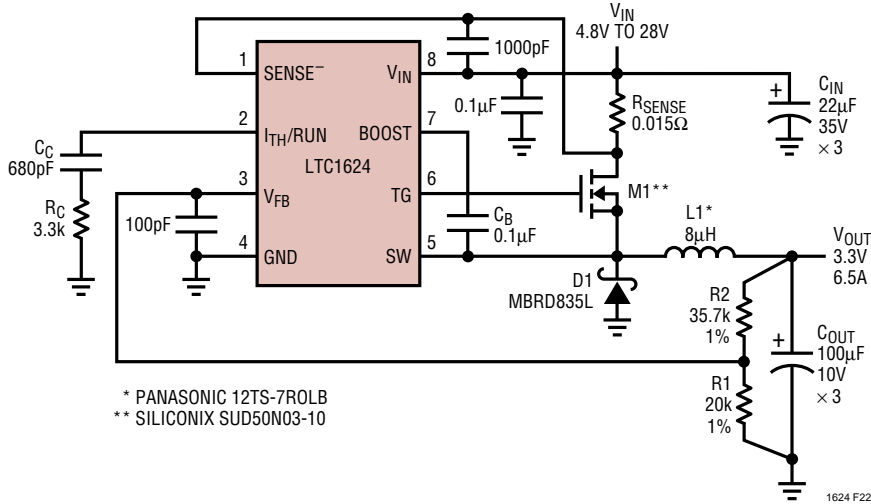 VIN
4.8V TO 28V
1000pF
1
SENSE–
VIN
8
0.1µF
RSENSE
0.015Ω
CIN
22µF
35V
× 3
+
2
ITH/RUN
BOOST
7
CC
680pF
LTC1624
3
VFB
TG
6
M1**
RC
3.3k
100pF
CB
0.1µF
L1*
8µH
4
GND
SW
5
VOUT
3.3V
6.5A
D1
MBRD835L
R2
35.7k
1%
+
COUT
100µF
10V
× 3
R1
20k
1%
* PANASONIC 12TS-7ROLB
** SILICONIX SUD50N03-10
1624 F22